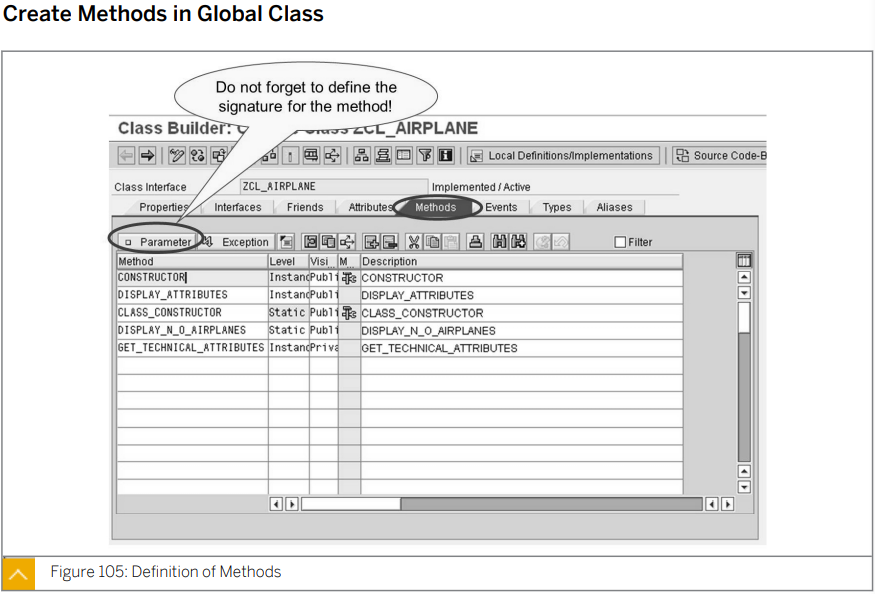 Create Methods in Global Class
Do not forget to define the
signature for the method!
Class Builder: C Class ZCL_AIRPLANE
Local Definitions/Implementations Source Code-B
Class Interface ZCL_AIRPLANE Implemented / Active
Properties Interfaces Friends Attributes Methods Events Types Aliases
Parameter Exception Filter
Method Level Visi... M... Description
CONSTRUCTOR Instanc Publi CONSTRUCTOR
DISPLAY_ATTRIBUTES Instanc Publi DISPLAY_ATTRIBUTES
CLASS_CONSTRUCTOR Static Publi CLASS_CONSTRUCTOR
DISPLAY_N_O_AIRPLANES Static Publi DISPLAY_N_O_AIRPLANES
GET_TECHNICAL_ATTRIBUTES Instanc Priva GET_TECHNICAL_ATTRIBUTES
Figure 105: Definition of Methods